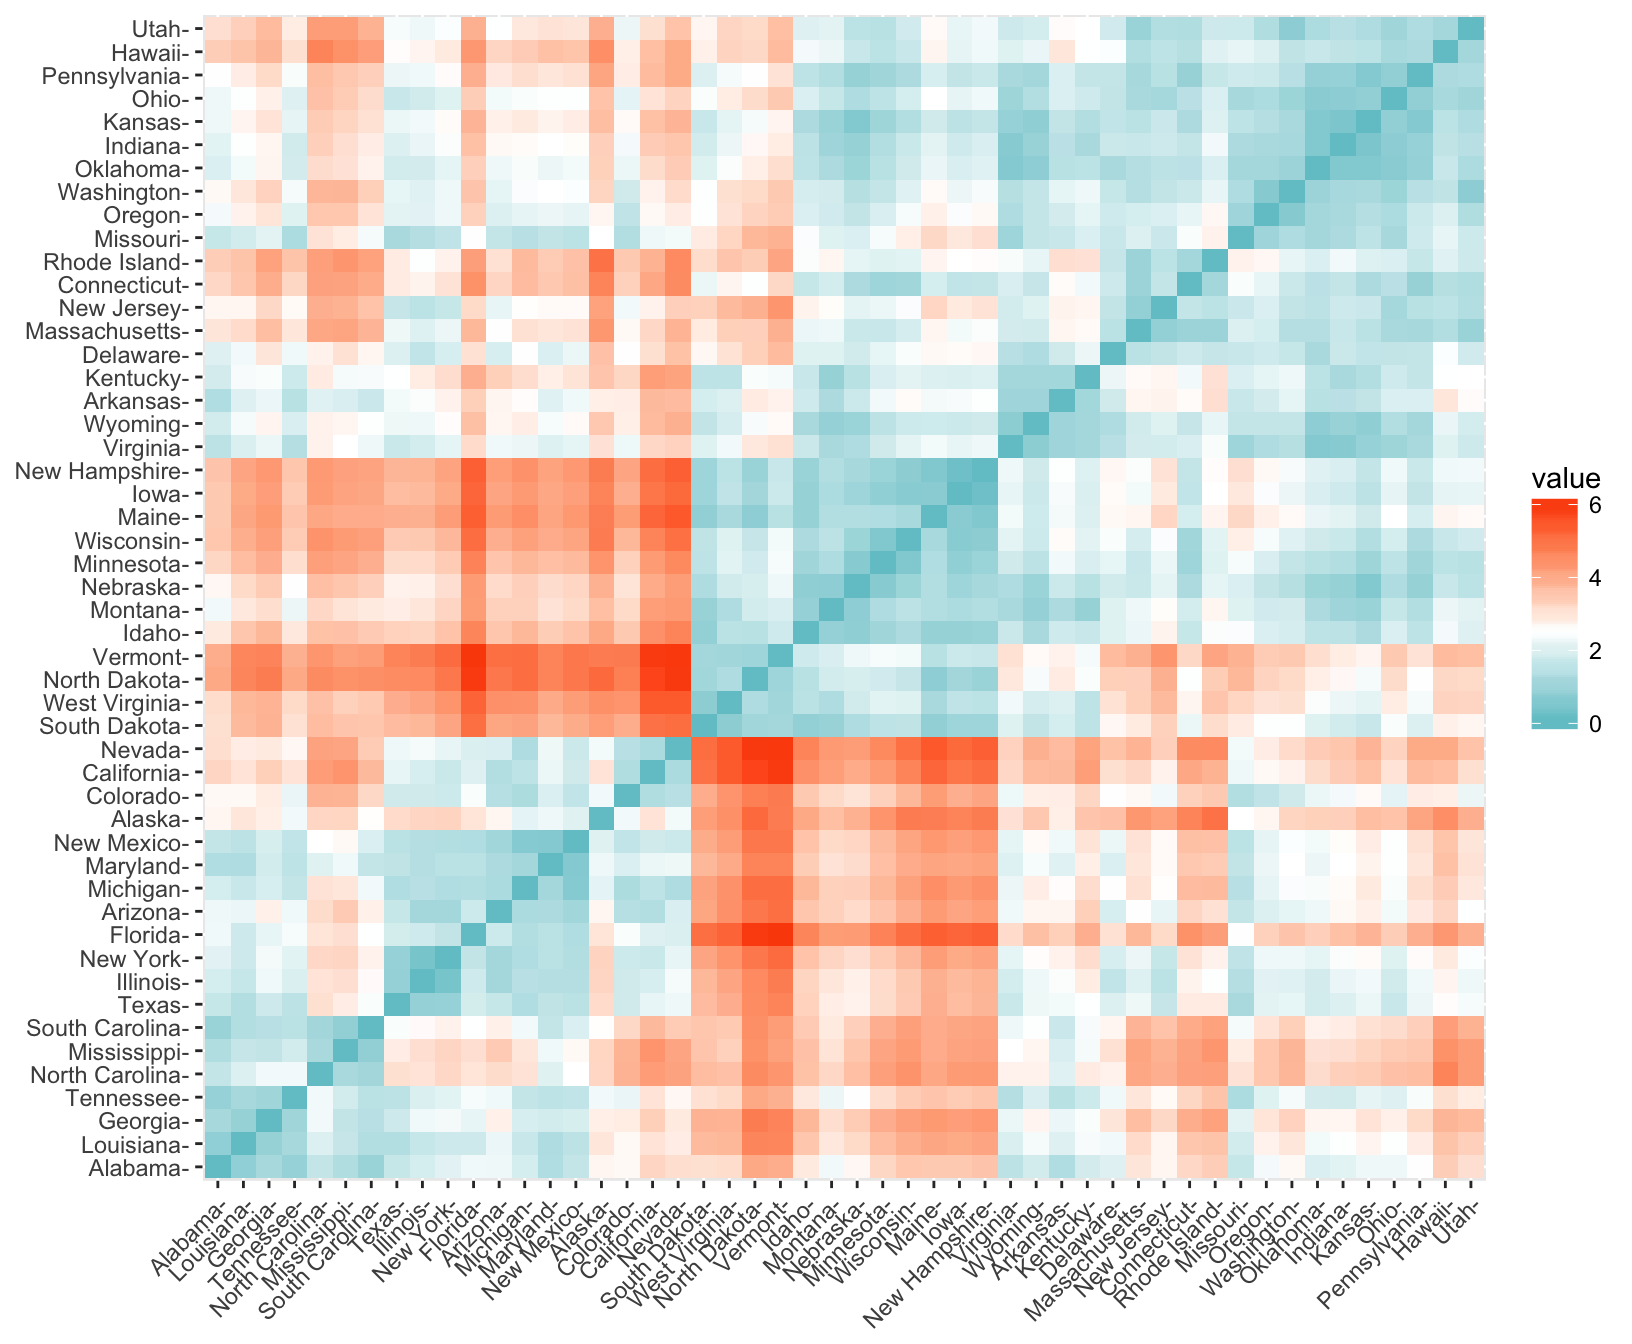 Utah-
Hawaii-
Pennsylvania-
Ohio-
Kansas-
Indiana-
Oklahoma-
Washington-
Oregon-
Missouri-
Rhode Island-
Connecticut-
New Jersey-
Massachusetts-
Delaware-
Kentucky-
Arkansas-
Wyoming-
Virginia-
New Hampshire-
Iowa-
Maine-
Wisconsin-
Minnesota-
Nebraska-
Montana-
Idaho-
Vermont-
North Dakota-
West Virginia-
South Dakota-
Nevada-
California-
Colorado-
Alaska-
New Mexico-
Maryland-
Michigan-
Arizona-
Florida-
New York-
Illinois-
Texas-
South Carolina-
Mississippi-
North Carolina-
Tennessee-
Georgia-
Louisiana-
Alabama-
Alabama-
Louisiana-
Georgia-
Tennessee-
North Carolina-
Mississippi-
South Carolina-
Texas-
Illinois-
New York-
Florida-
Arizona-
Michigan-
Maryland-
New Mexico-
Alaska-
Colorado-
California-
Nevada-
South Dakota-
West Virginia-
North Dakota-
Vermont-
Idaho-
Montana-
Nebraska-
Minnesota-
Wisconsin-
Maine-
Iowa-
New Hampshire-
Virginia-
Wyoming-
Arkansas-
Kentucky-
Delaware-
Massachusetts-
New Jersey-
Connecticut-
Rhode Island-
Missouri-
Oregon-
Washington-
Oklahoma-
Indiana-
Kansas-
Ohio-
Pennsylvania-
Hawaii-
Utah-
value
6
4
2
0